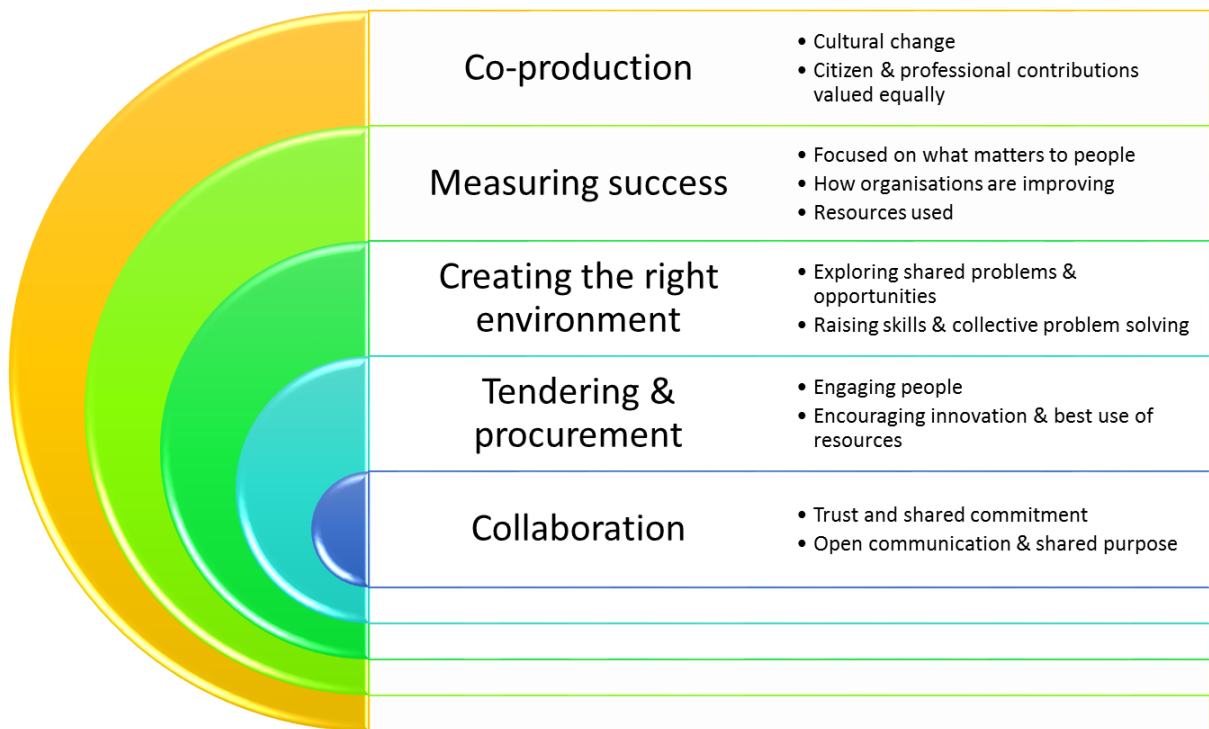 Co-production
• Cultural change
• Citizen & professional contributions
valued equally
Measuring success
• Focused on what matters to people
• How organisations are improving
• Resources used
Creating the right
environment
• Exploring shared problems &
opportunities
• Raising skills & collective problem solving
Tendering &
procurement
• Engaging people
• Encouraging innovation & best use of
resources
Collaboration
• Trust and shared commitment
• Open communication & shared purpose